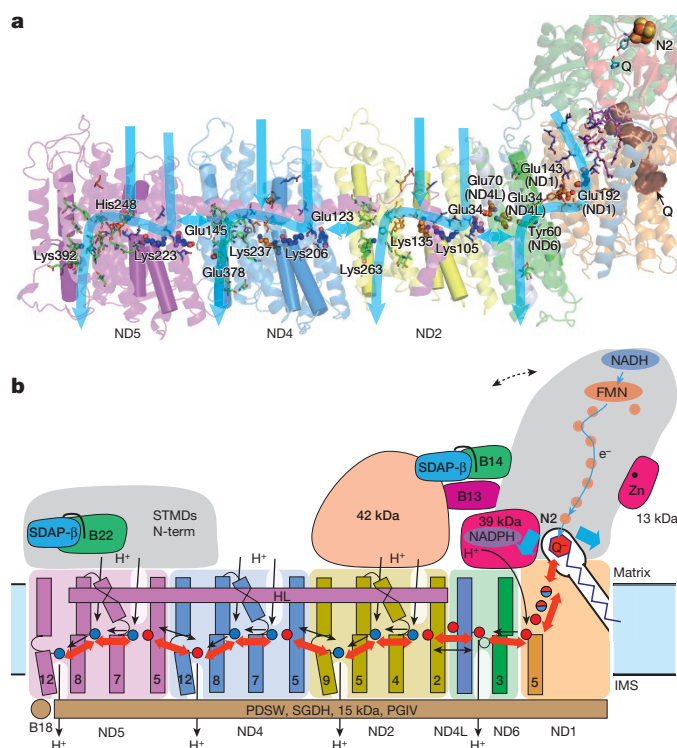 a
N2
Q
Glu143
(ND1)
Glu70
(ND4L)
Glu34
(ND4L)
Glu192
(ND1)
His248
Glu123
Glu34
Glu145
Lys135
Q
Lys392
Lys223
Lys237
Lys206
Lys105
Tyr60
(ND6)
Glu378
Lys263
ND5
ND4
ND2
b
NADH
FMN
e–
SDAP-β
B14
Zn
B13
STMDs
N-term
42 kDa
SDAP-β
B22
39 kDa
NADPH
N2
13 kDa
Q–
H+
H+
H+
H+
Matrix
HL
12
8
7
5
12
8
7
5
9
5
4
2
3
5
IMS
PDSW, SGDH, 15 kDa, PGIV
B18
H+
ND5
H+
ND4
H+
ND2
ND4L
H+
ND6
ND1